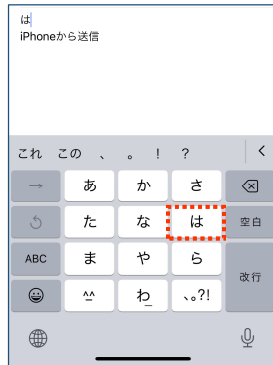 は
iPhoneから送信
これ この 、 。 ! ?
あ か さ
た な は 空白
ABC ま や ら 改行
^^ わ_ 、。?!